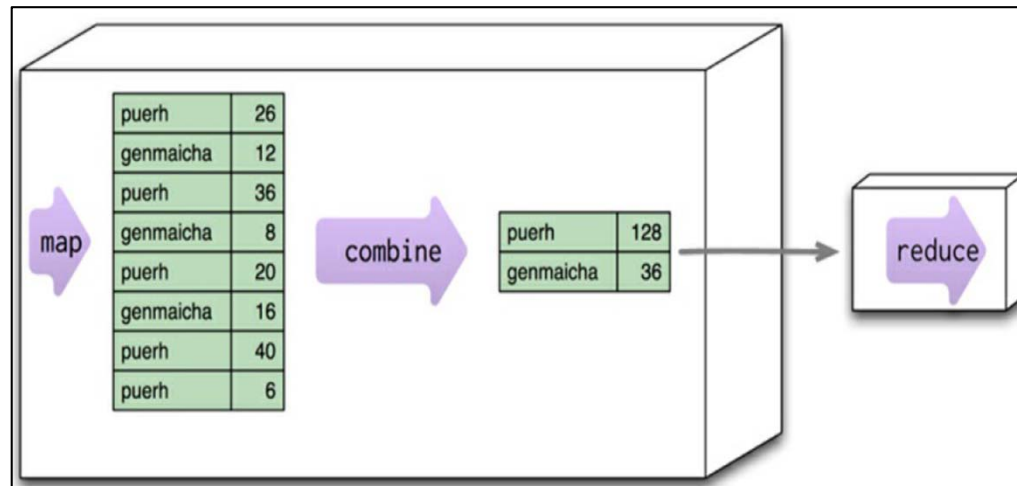 map
puerh 26
genmaicha 12
puerh 36
genmaicha 8
puerh 20
genmaicha 16
puerh 40
puerh 6
combine
puerh 128
genmaicha 36
reduce